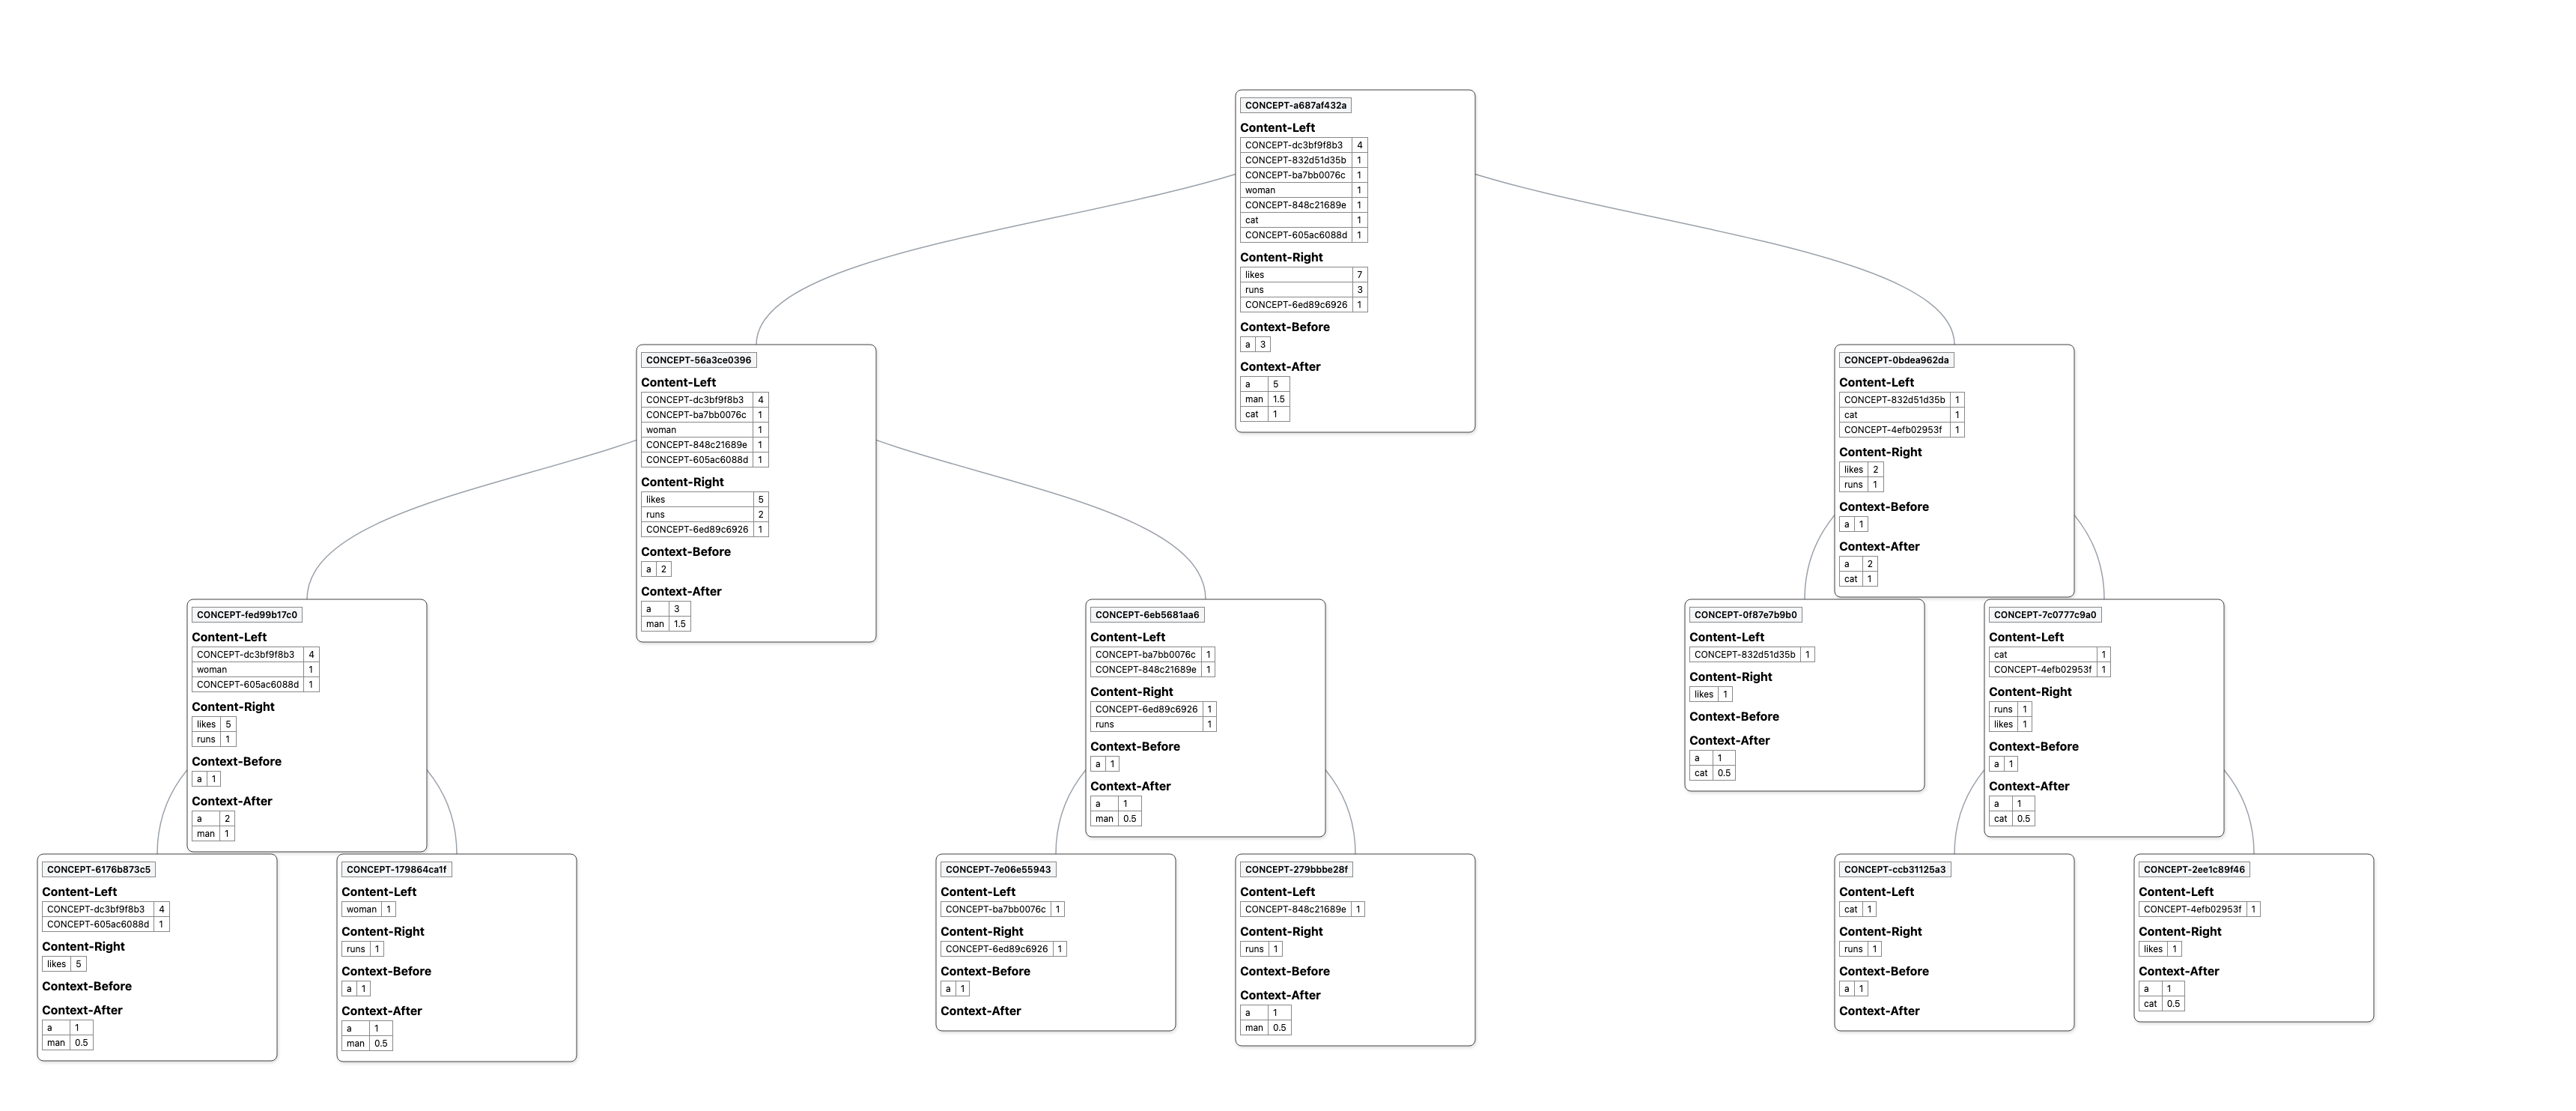 CONCEPT-a687af432a
Content-Left
CONCEPT-dc3bf9f8b3 4
CONCEPT-832d51d35b 1
CONCEPT-ba7bb0076c 1
woman 1
CONCEPT-848c21689e 1
cat 1
CONCEPT-605ac6088d 1
Content-Right
likes 7
runs 3
CONCEPT-6ed89c6926 1
Context-Before
a 3
Context-After
a 5
man 1.5
cat 1
CONCEPT-56a3ce0396
Content-Left
CONCEPT-dc3bf9f8b3 4
CONCEPT-ba7bb0076c 1
woman 1
CONCEPT-848c21689e 1
CONCEPT-605ac6088d 1
Content-Right
likes 5
runs 2
CONCEPT-6ed89c6926 1
Context-Before
a 2
Context-After
a 3
man 1.5
CONCEPT-0bdea962da
Content-Left
CONCEPT-832d51d35b 1
cat 1
CONCEPT-4efb02953f 1
Content-Right
likes 2
runs 1
Context-Before
a 1
Context-After
a 2
cat 1
CONCEPT-fed99b17c0
Content-Left
CONCEPT-dc3bf9f8b3 4
woman 1
CONCEPT-605ac6088d 1
Content-Right
likes 5
runs 1
Context-Before
a 1
Context-After
a 2
man 1
CONCEPT-6eb5681aa6
Content-Left
CONCEPT-ba7bb0076c 1
CONCEPT-848c21689e 1
Content-Right
CONCEPT-6ed89c6926 1
runs 1
Context-Before
a 1
Context-After
a 1
man 0.5
CONCEPT-0f87e7b9b0
Content-Left
CONCEPT-832d51d35b 1
Content-Right
likes 1
Context-Before
Context-After
a 1
cat 0.5
CONCEPT-7c0777c9a0
Content-Left
cat 1
CONCEPT-4efb02953f 1
Content-Right
runs 1
likes 1
Context-Before
a 1
Context-After
a 1
cat 0.5
CONCEPT-6176b873c5
Content-Left
CONCEPT-dc3bf9f8b3 4
CONCEPT-605ac6088d 1
Content-Right
likes 5
Context-Before
Context-After
a 1
man 0.5
CONCEPT-179864ca1f
Content-Left
woman 1
Content-Right
runs 1
Context-Before
a 1
Context-After
a 1
man 0.5
CONCEPT-7e06e55943
Content-Left
CONCEPT-ba7bb0076c 1
Content-Right
CONCEPT-6ed89c6926 1
Context-Before
a 1
Context-After
CONCEPT-279bbbe28f
Content-Left
CONCEPT-848c21689e 1
Content-Right
runs 1
Context-Before
Context-After
a 1
man 0.5
CONCEPT-ccb31125a3
Content-Left
cat 1
Content-Right
runs 1
Context-Before
a 1
Context-After
CONCEPT-2ee1c89f46
Content-Left
CONCEPT-4efb02953f 1
Content-Right
likes 1
Context-After
a 1
cat 0.5